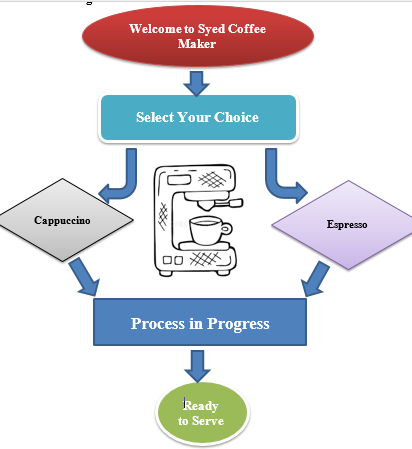 Welcome to Syed Coffee
Maker
Select Your Choice
Cappuccino
Espresso
Process in Progress
Ready
to Serve